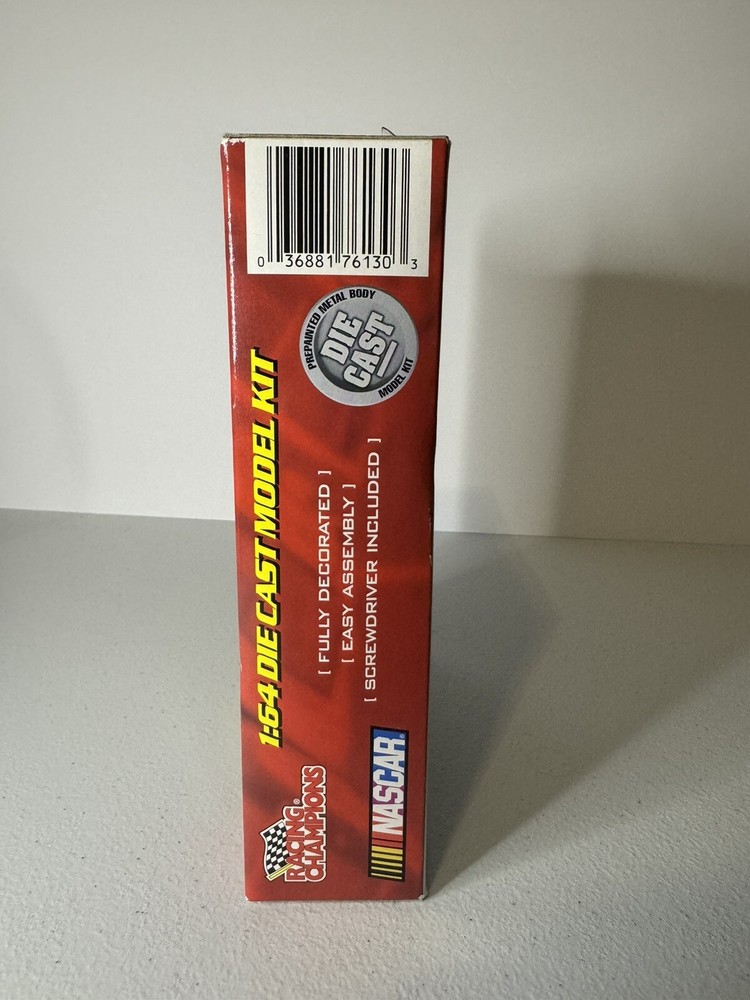 0 36881 76130 3
PREPAINTED METAL BODY
DIE
CAST
MODEL KIT
1:64 DIE CAST MODEL KIT
[ FULLY DECORATED ]
[ EASY ASSEMBLY ]
[ SCREWDRIVER INCLUDED ]
RACING
CHAMPIONS®
NASCAR®